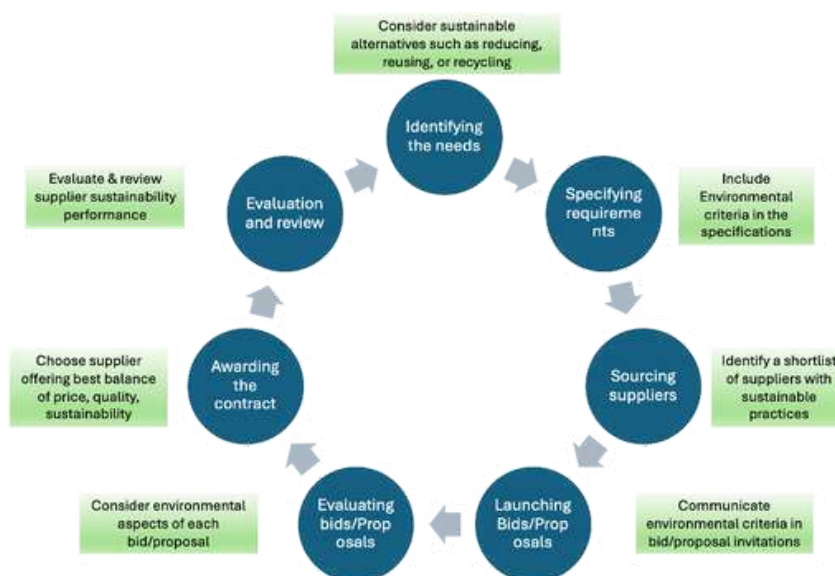 Consider sustainable
alternatives such as reducing,
reusing, or recycling
Identifying
the needs
Specifying
requireme
nts
Include
Environmental
criteria in the
specifications
Sourcing
suppliers
Identify a shortlist
of suppliers with
sustainable
practices
Launching
Bids/Prop
osals
Communicate
environmental criteria in
bid/proposal invitations
Evaluating
bids/Prop
osals
Consider environmental
aspects of each
bid/proposal
Awarding
the
contract
Choose supplier
offering best balance
of price, quality,
sustainability
Evaluation
and review
Evaluate & review
supplier sustainability
performance